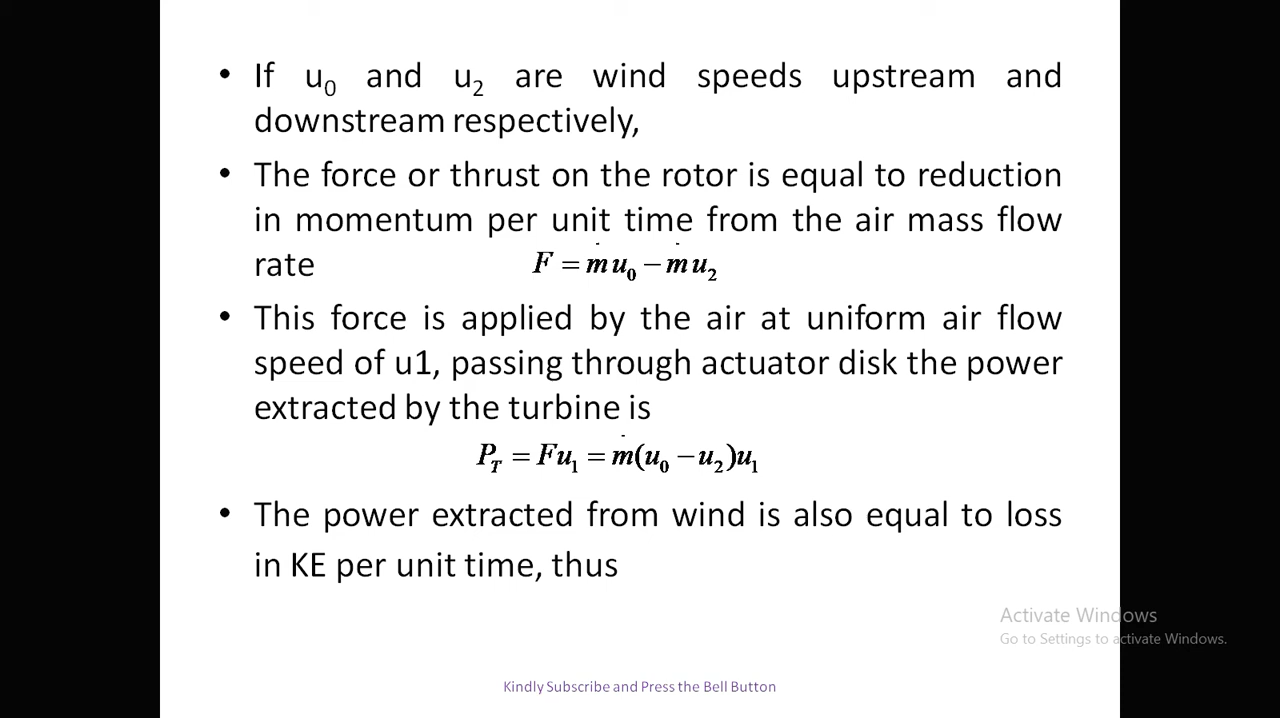 • If u₀ and u₂ are wind speeds upstream and
downstream respectively,
• The force or thrust on the rotor is equal to reduction
in momentum per unit time from the air mass flow
rate F = ṁu₀ − ṁu₂
• This force is applied by the air at uniform air flow
speed of u1, passing through actuator disk the power
extracted by the turbine is
P_T = Fu₁ = ṁ(u₀ − u₂)u₁
• The power extracted from wind is also equal to loss
in KE per unit time, thus
Activate Windows
Go to Settings to activate Windows.
Kindly Subscribe and Press the Bell Button